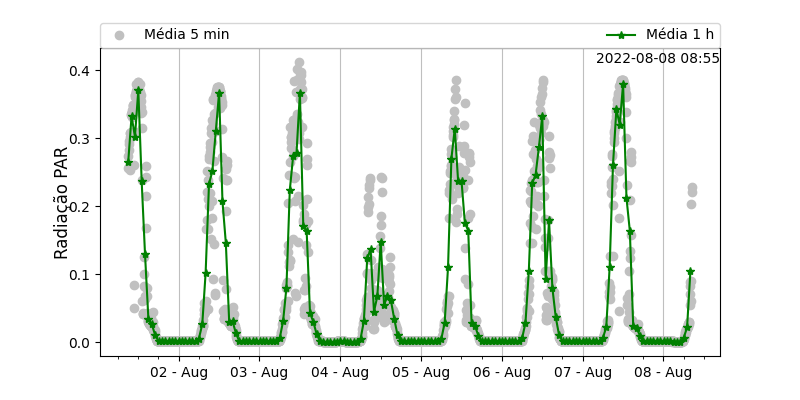 Média 5 min
Média 1 h
2022-08-08 08:55
Radiação PAR
0.4
0.3
0.2
0.1
0.0
02 - Aug
03 - Aug
04 - Aug
05 - Aug
06 - Aug
07 - Aug
08 - Aug